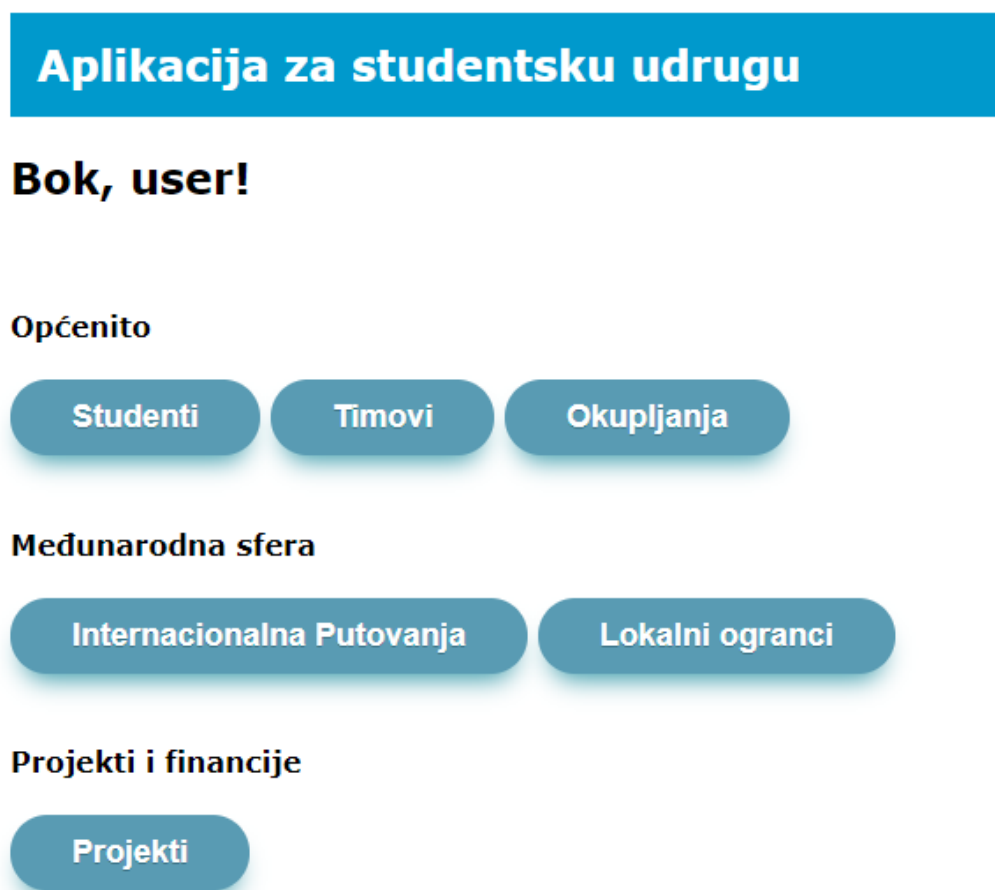 Aplikacija za studentsku udrugu
Bok, user!
Općenito
Studenti Timovi Okupljanja
Međunarodna sfera
Internacionalna Putovanja Lokalni ogranci
Projekti i financije
Projekti